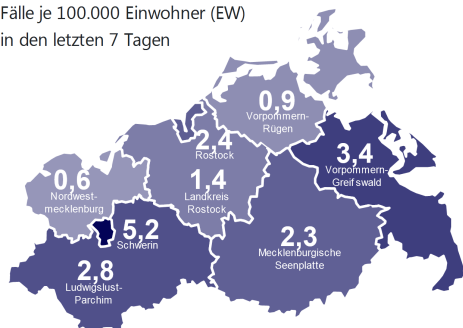 Fälle je 100.000 Einwohner (EW)
in den letzten 7 Tagen
0,9
Vorpommern-
Rügen
2,4
Rostock
3,4
Vorpommern-
Greifswald
0,6
Nordwest-
mecklenburg
1,4
Landkreis
Rostock
5,2
Schwerin
2,3
Mecklenburgische
Seenplatte
2,8
Ludwigslust-
Parchim